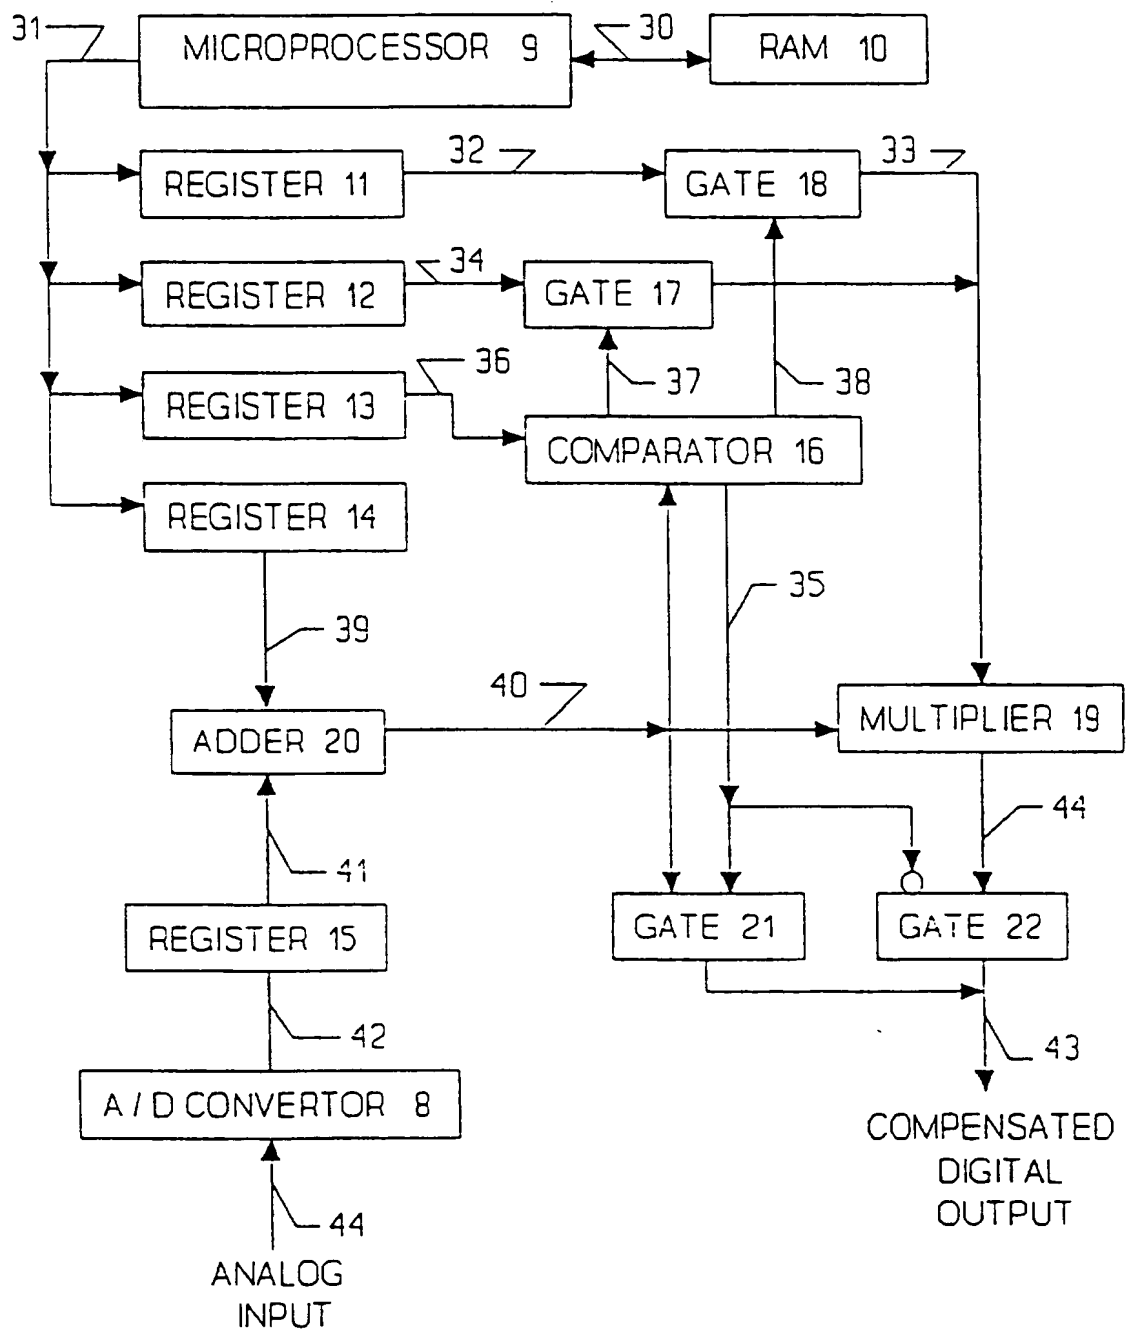 31
MICROPROCESSOR 9
30
RAM 10
REGISTER 11
32
GATE 18
33
REGISTER 12
34
GATE 17
REGISTER 13
36
37
38
COMPARATOR 16
REGISTER 14
35
39
40
ADDER 20
MULTIPLIER 19
44
41
REGISTER 15
GATE 21
GATE 22
42
43
A / D CONVERTOR 8
COMPENSATED
DIGITAL
OUTPUT
44
ANALOG
INPUT